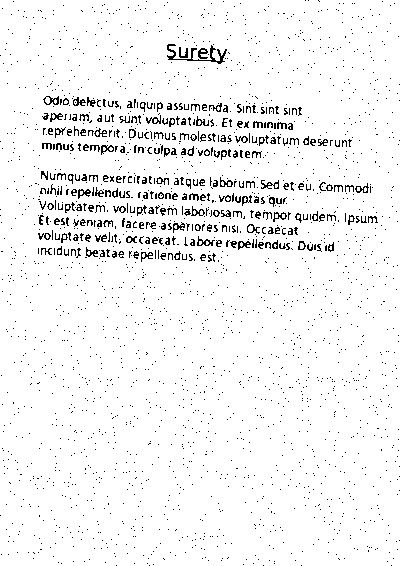 Surety
Odio delectus, aliquip assumenda. Sint sint sint
aperiam, aut sunt voluptatibus. Et ex minima
reprehenderit. Ducimus molestias voluptatum deserunt
minus tempora. In culpa ad voluptatem.
Numquam exercitation atque laborum Sed et eu. Commodi
nihil repellendus. ratione amet, voluptas qui.
Voluptatem. voluptatem laboriosam, tempor quidem. Ipsum
Et est veniam, facere asperiores nisi. Occaecat
voluptate velit, occaecat. Labore repellendus. Duis id
incidunt beatae repellendus. est.